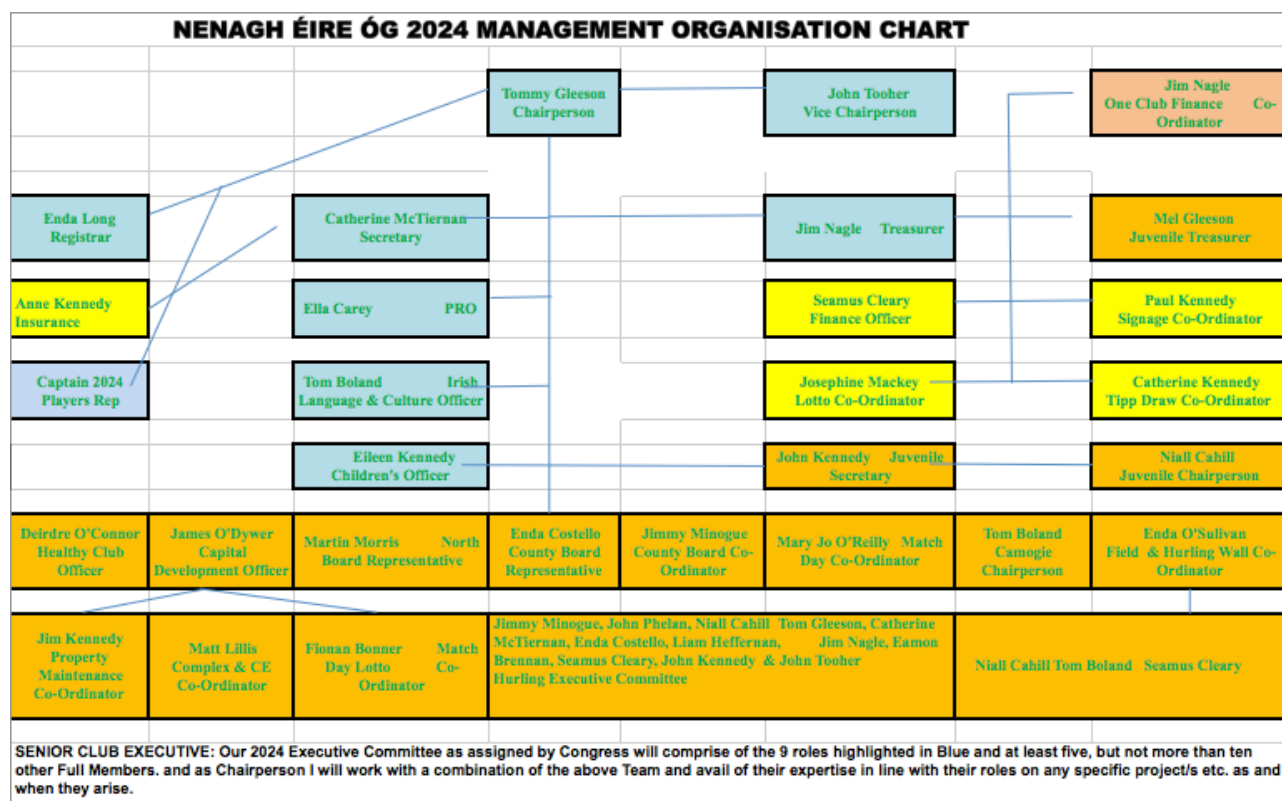 NENAGH ÉIRE ÓG 2024 MANAGEMENT ORGANISATION CHART
Tommy Gleeson
Chairperson
John Tooher
Vice Chairperson
Jim Nagle
One Club Finance Co-
Ordinator
Enda Long
Registrar
Catherine McTiernan
Secretary
Jim Nagle Treasurer
Mel Gleeson
Juvenile Treasurer
Anne Kennedy
Insurance
Ella Carey PRO
Seamus Cleary
Finance Officer
Paul Kennedy
Signage Co-Ordinator
Captain 2024
Players Rep
Tom Boland Irish
Language & Culture Officer
Josephine Mackey
Lotto Co-Ordinator
Catherine Kennedy
Tipp Draw Co-Ordinator
Eileen Kennedy
Children's Officer
John Kennedy Juvenile
Secretary
Niall Cahill
Juvenile Chairperson
Deirdre O'Connor
Healthy Club
Officer
James O'Dywer
Capital
Development Officer
Martin Morris North
Board Representative
Enda Costello
County Board
Representative
Jimmy Minogue
County Board Co-
Ordinator
Mary Jo O'Reilly Match
Day Co-Ordinator
Tom Boland
Camogie
Chairperson
Enda O'Sullivan
Field & Hurling Wall Co-
Ordinator
Jim Kennedy
Property
Maintenance
Co-Ordinator
Matt Lillis
Complex & CE
Co-Ordinator
Fionan Bonner Match
Day Lotto Co-
Ordinator
Jimmy Minogue, John Phelan, Niall Cahill Tom Gleeson, Catherine
McTiernan, Enda Costello, Liam Heffernan, Jim Nagle, Eamon
Brennan, Seamus Cleary, John Kennedy & John Tooher
Hurling Executive Committee
Niall Cahill Tom Boland Seamus Cleary
SENIOR CLUB EXECUTIVE: Our 2024 Executive Committee as assigned by Congress will comprise of the 9 roles highlighted in Blue and at least five, but not more than ten
other Full Members. and as Chairperson I will work with a combination of the above Team and avail of their expertise in line with their roles on any specific project/s etc. as and
when they arise.